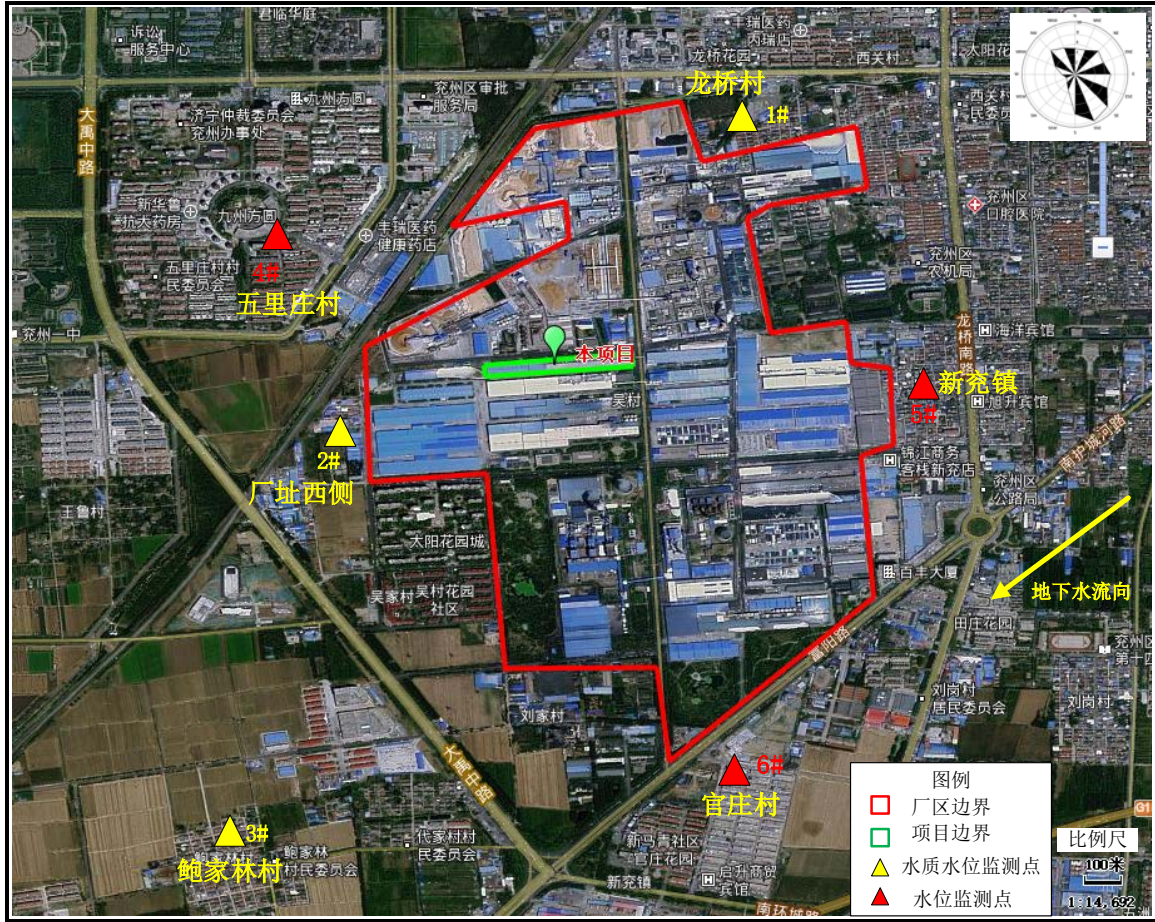 君临华庭
诉讼
服务中心
丰瑞医药
丙瑞店
龙桥花园
西关村
太阳花园
九州方圆
兖州区审批
服务局
龙桥村
1#
西关村
大禹中路
济宁仲裁委员会
兖州办事处
新华鲁
抗大药房
九州方圆
丰瑞医药
健康药店
兖州区
口腔医院
4#
五里庄村村
民委员会
五里庄村
兖州区
农机局
兖州一中
龙桥南路
海洋宾馆
本项目
吴村
新兖镇
5#
旭升宾馆
2#
厂址西侧
锦江商务
客栈新兖店
南护城河路
兖州区
公路局
王鲁村
太阳花园城
百丰大厦
地下水流向
吴家村
吴村花园
社区
田庄花园
兖州区
第十四
富阳路
刘岗村
居民委员会
刘岗村
刘家村
大禹中路
6#
官庄村
图例
厂区边界
项目边界
水质水位监测点
水位监测点
G1
比例尺
100米
1:14,692
3#
鲍家林村
鲍家林
村民委员会
代家村村
民委员会
新马青社区
官庄花园
启升商贸
宾馆
新兖镇
南环城路